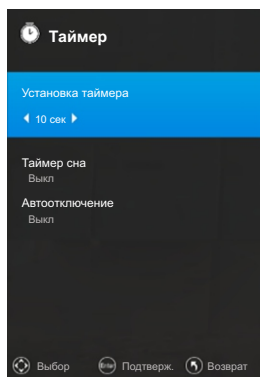 Таймер
Установка таймера
10 сек
Таймер сна
Выкл
Автоотключение
Выкл
Выбор Enter Подтверж. Возврат